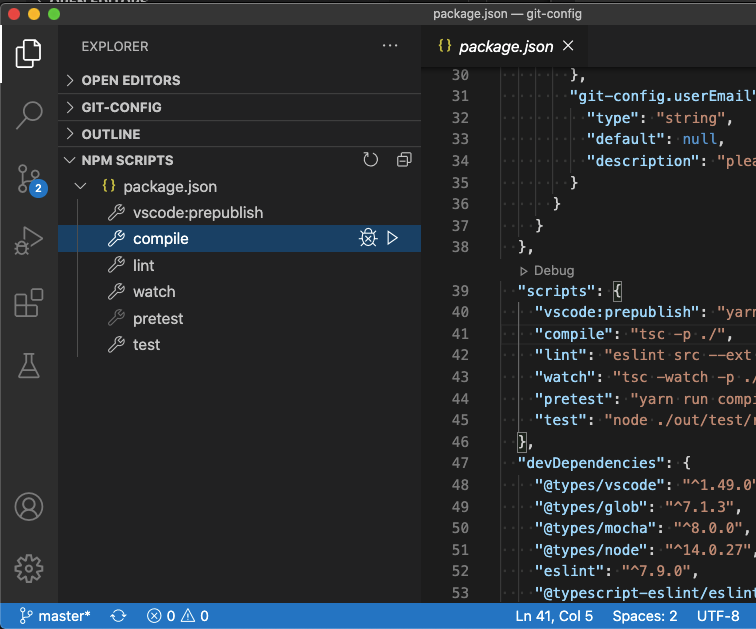 package.json — git-config
EXPLORER
OPEN EDITORS
GIT-CONFIG
OUTLINE
NPM SCRIPTS
package.json
vscode:prepublish
compile
lint
watch
pretest
test
2
{} package.json ×
30 },
31 "git-config.userEmail"
32 "type": "string",
33 "default": null,
34 "description": "plea
35 }
36 }
37 }
38 },
Debug
39 "scripts": {
40 "vscode:prepublish": "yarn
41 "compile": "tsc -p ./",
42 "lint": "eslint src --ext
43 "watch": "tsc -watch -p ./
44 "pretest": "yarn run compi
45 "test": "node ./out/test/r
46 },
47 "devDependencies": {
48 "@types/vscode": "^1.49.0"
49 "@types/glob": "^7.1.3",
50 "@types/mocha": "^8.0.0",
51 "@types/node": "^14.0.27",
52 "eslint": "^7.9.0",
53 "@typescript-eslint/eslint
master* 0 0 Ln 41, Col 5 Spaces: 2 UTF-8